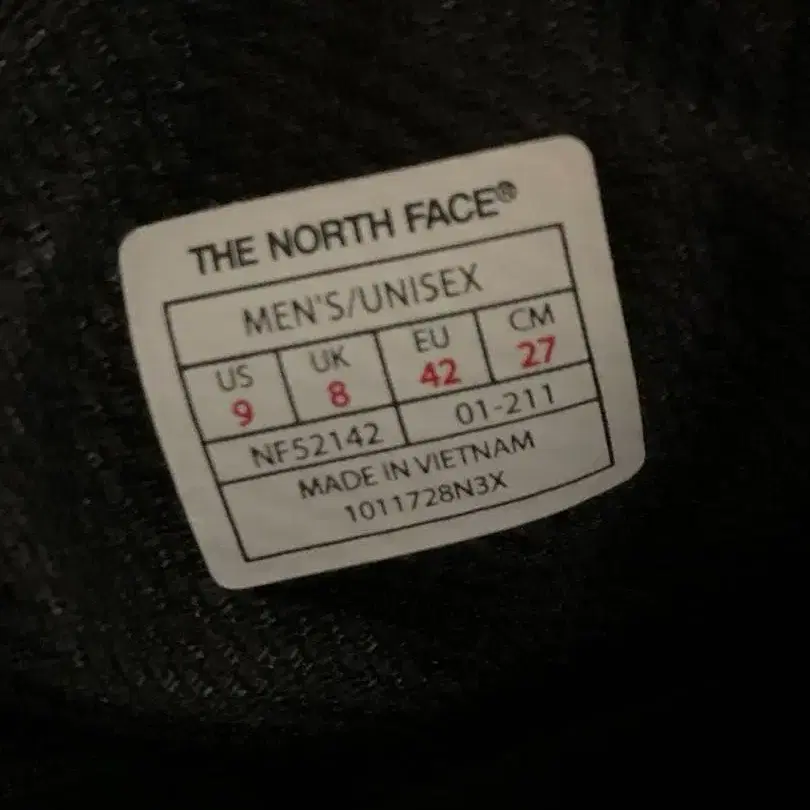 THE NORTH FACE®
MEN'S/UNISEX
US UK EU CM
9 8 42 27
NF52142 01-211
MADE IN VIETNAM
1011728N3X